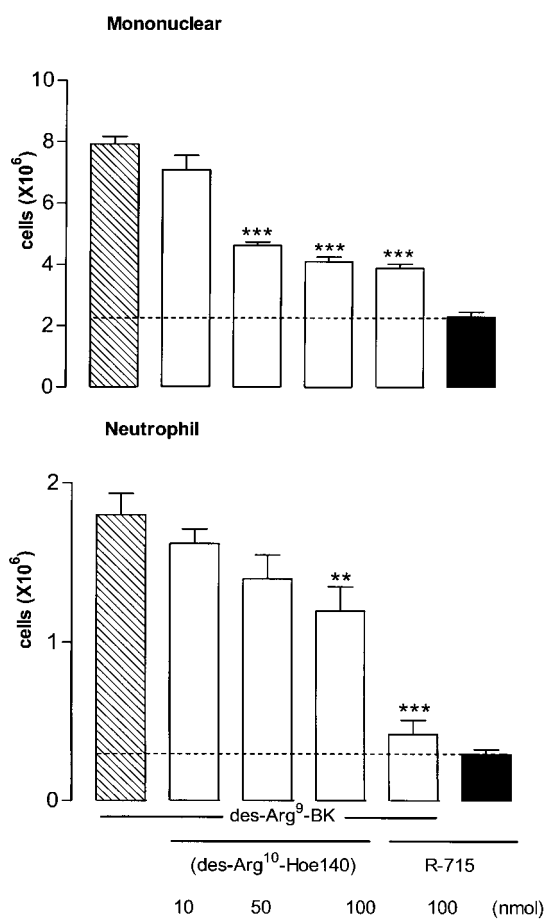 Mononuclear
10
8
6
4
2
0
cells (X10⁶)
***
***
***
Neutrophil
2
1
0
cells (X10⁶)
**
***
des-Arg⁹-BK
(des-Arg¹⁰-Hoe140)
R-715
10 50 100 100 (nmol)